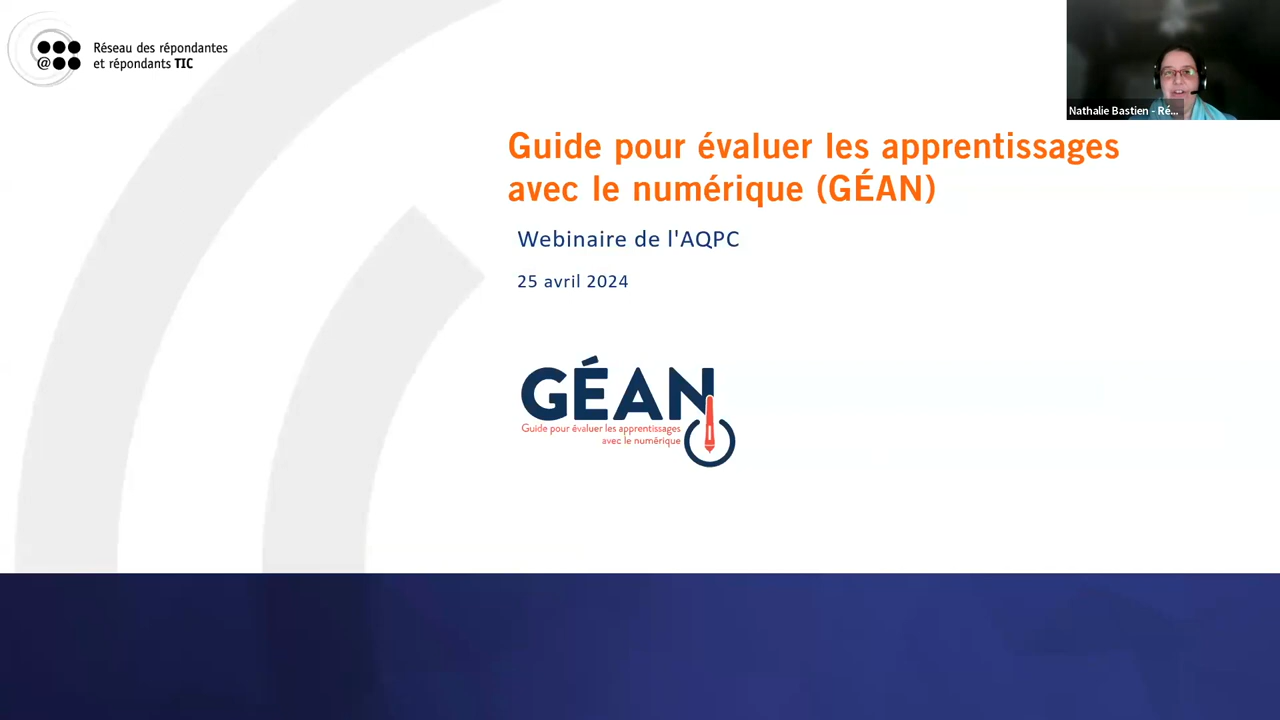 Réseau des répondantes
et répondants TIC
@
Nathalie Bastien - Ré...
Guide pour évaluer les apprentissages
avec le numérique (GÉAN)
Webinaire de l'AQPC
25 avril 2024
GÉAN
Guide pour évaluer les apprentissages
avec le numérique